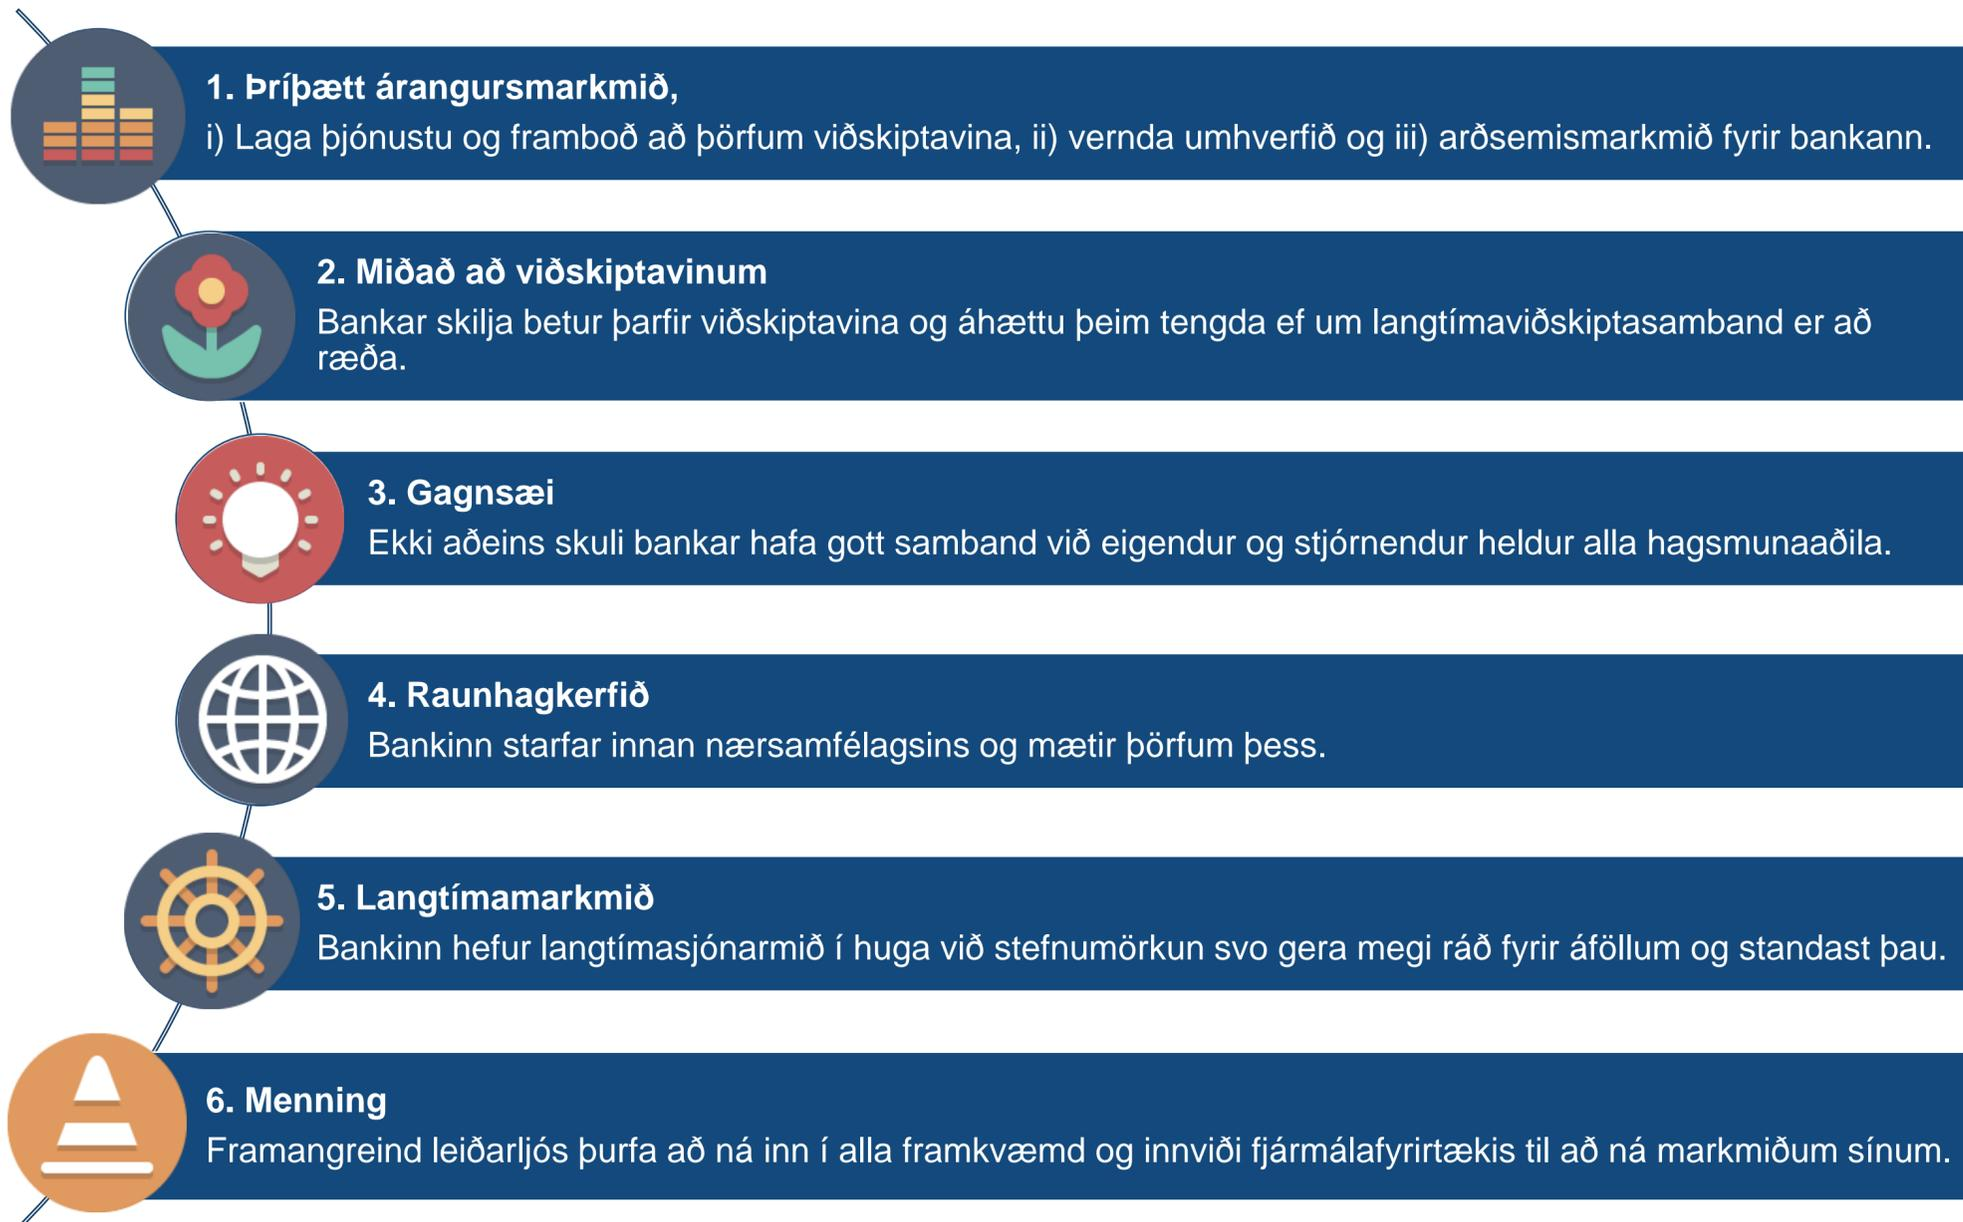 1. Þríþætt árangursmarkmið,
i) Laga þjónustu og framboð að þörfum viðskiptavina, ii) vernda umhverfið og iii) arðsemismarkmið fyrir bankann.
2. Miðað að viðskiptavinum
Bankar skilja betur þarfir viðskiptavina og áhættu þeim tengda ef um langtímaviðskiptasamband er að
ræða.
3. Gagnsæi
Ekki aðeins skuli bankar hafa gott samband við eigendur og stjórnendur heldur alla hagsmunaaðila.
4. Raunhagkerfið
Bankinn starfar innan nærsamfélagsins og mætir þörfum þess.
5. Langtímamarkmið
Bankinn hefur langtímasjónarmið í huga við stefnumörkun svo gera megi ráð fyrir áföllum og standast þau.
6. Menning
Framangreind leiðarljós þurfa að ná inn í alla framkvæmd og innviði fjármálafyrirtækis til að ná markmiðum sínum.